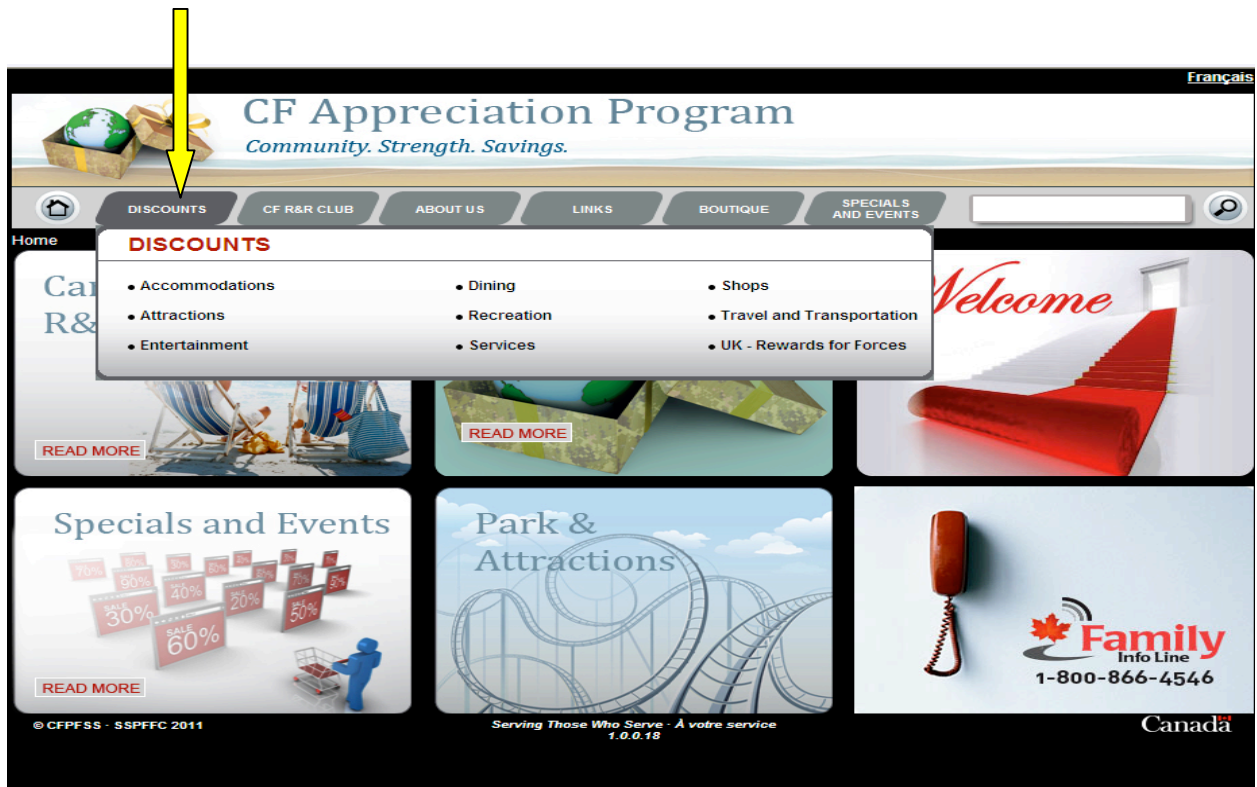 Français
CF Appreciation Program
Community. Strength. Savings.
DISCOUNTS CF R&R CLUB ABOUT US LINKS BOUTIQUE SPECIALS AND EVENTS
Home
DISCOUNTS
Accommodations Dining Shops
Attractions Recreation Travel and Transportation
Entertainment Services UK - Rewards for Forces
R&
Welcome
READ MORE
READ MORE
Specials and Events
90%
40%
30%
20%
50%
SALE
60%
READ MORE
Park &
Attractions
Family
Info Line
1-800-866-4546
© CFPFSS - SSPFFC 2011
Serving Those Who Serve - À votre service
1.0.0.18
Canada